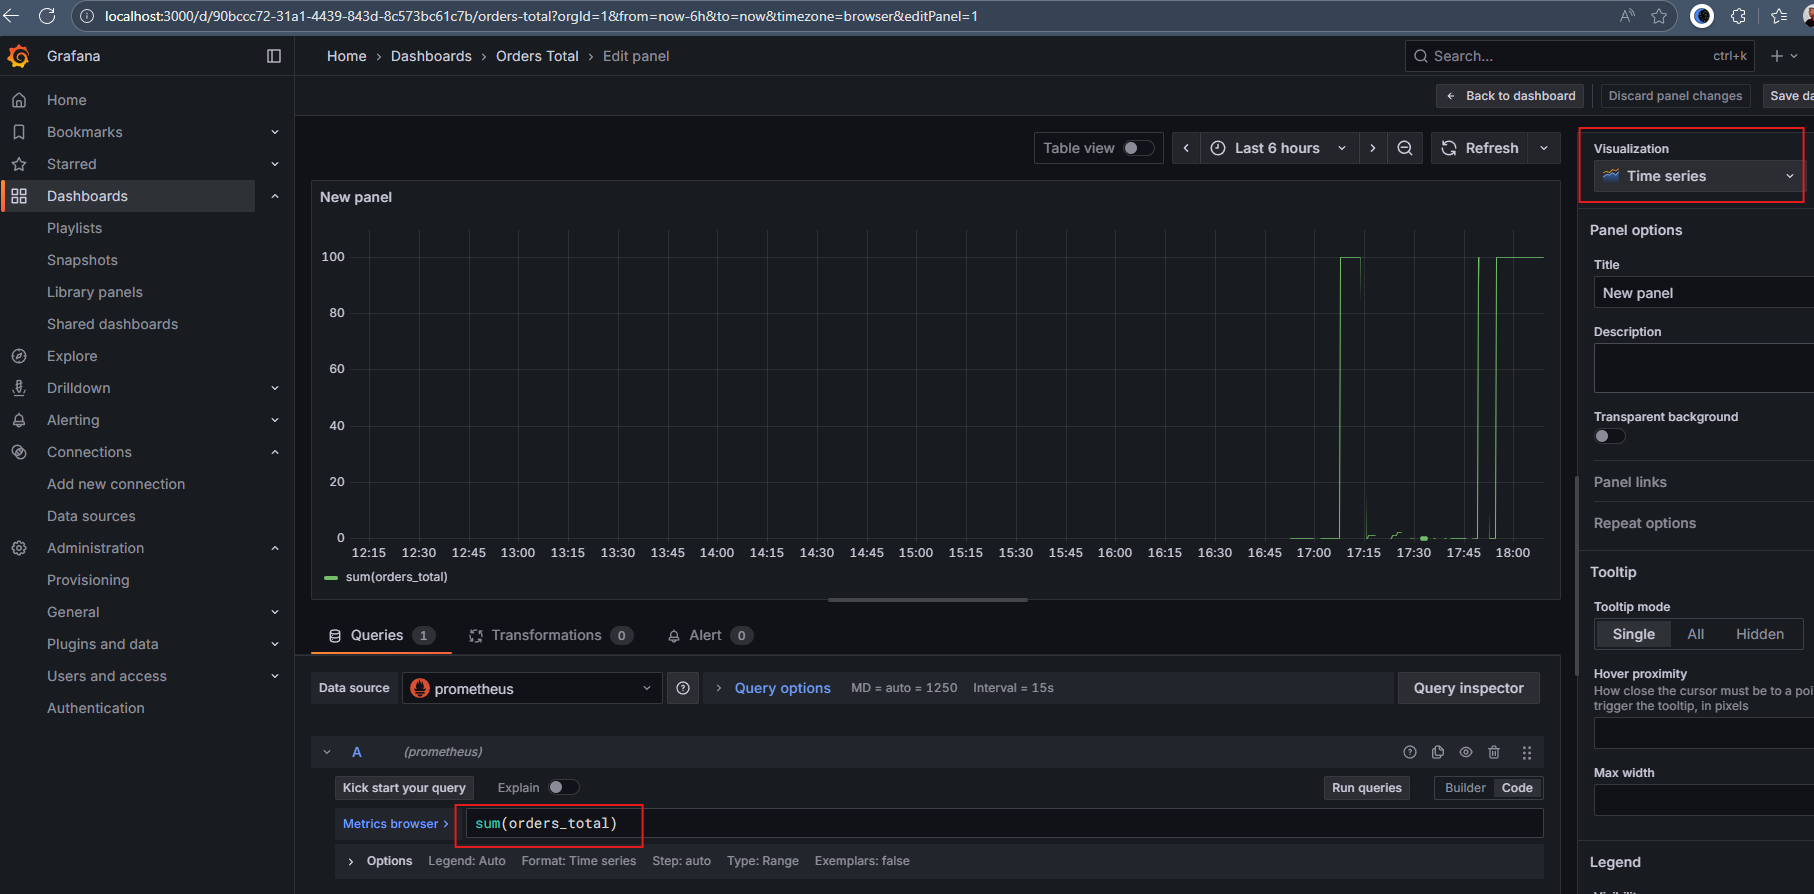 localhost:3000/d/90bccc72-31a1-4439-843d-8c573bc61c7b/orders-total?orgId=1&from=now-6h&to=now&timezone=browser&editPanel=1
Grafana
Home › Dashboards › Orders Total › Edit panel
Search...
ctrl+k
Back to dashboard
Discard panel changes
Save da
Home
Bookmarks
Starred
Dashboards
Playlists
Snapshots
Library panels
Shared dashboards
Explore
Drilldown
Alerting
Connections
Add new connection
Data sources
Administration
Provisioning
General
Plugins and data
Users and access
Authentication
Table view
Last 6 hours
Refresh
New panel
100
80
60
40
20
0
12:15 12:30 12:45 13:00 13:15 13:30 13:45 14:00 14:15 14:30 14:45 15:00 15:15 15:30 15:45 16:00 16:15 16:30 16:45 17:00 17:15 17:30 17:45 18:00
sum(orders_total)
Queries 1
Transformations 0
Alert 0
Data source
prometheus
Query options
MD = auto = 1250
Interval = 15s
Query inspector
A
(prometheus)
Kick start your query
Explain
Run queries
Builder
Code
Metrics browser ›
sum(orders_total)
Options
Legend: Auto
Format: Time series
Step: auto
Type: Range
Exemplars: false
Visualization
Time series
Panel options
Title
New panel
Description
Transparent background
Panel links
Repeat options
Tooltip
Tooltip mode
Single
All
Hidden
Hover proximity
How close the cursor must be to a poi
trigger the tooltip, in pixels
Max width
Legend